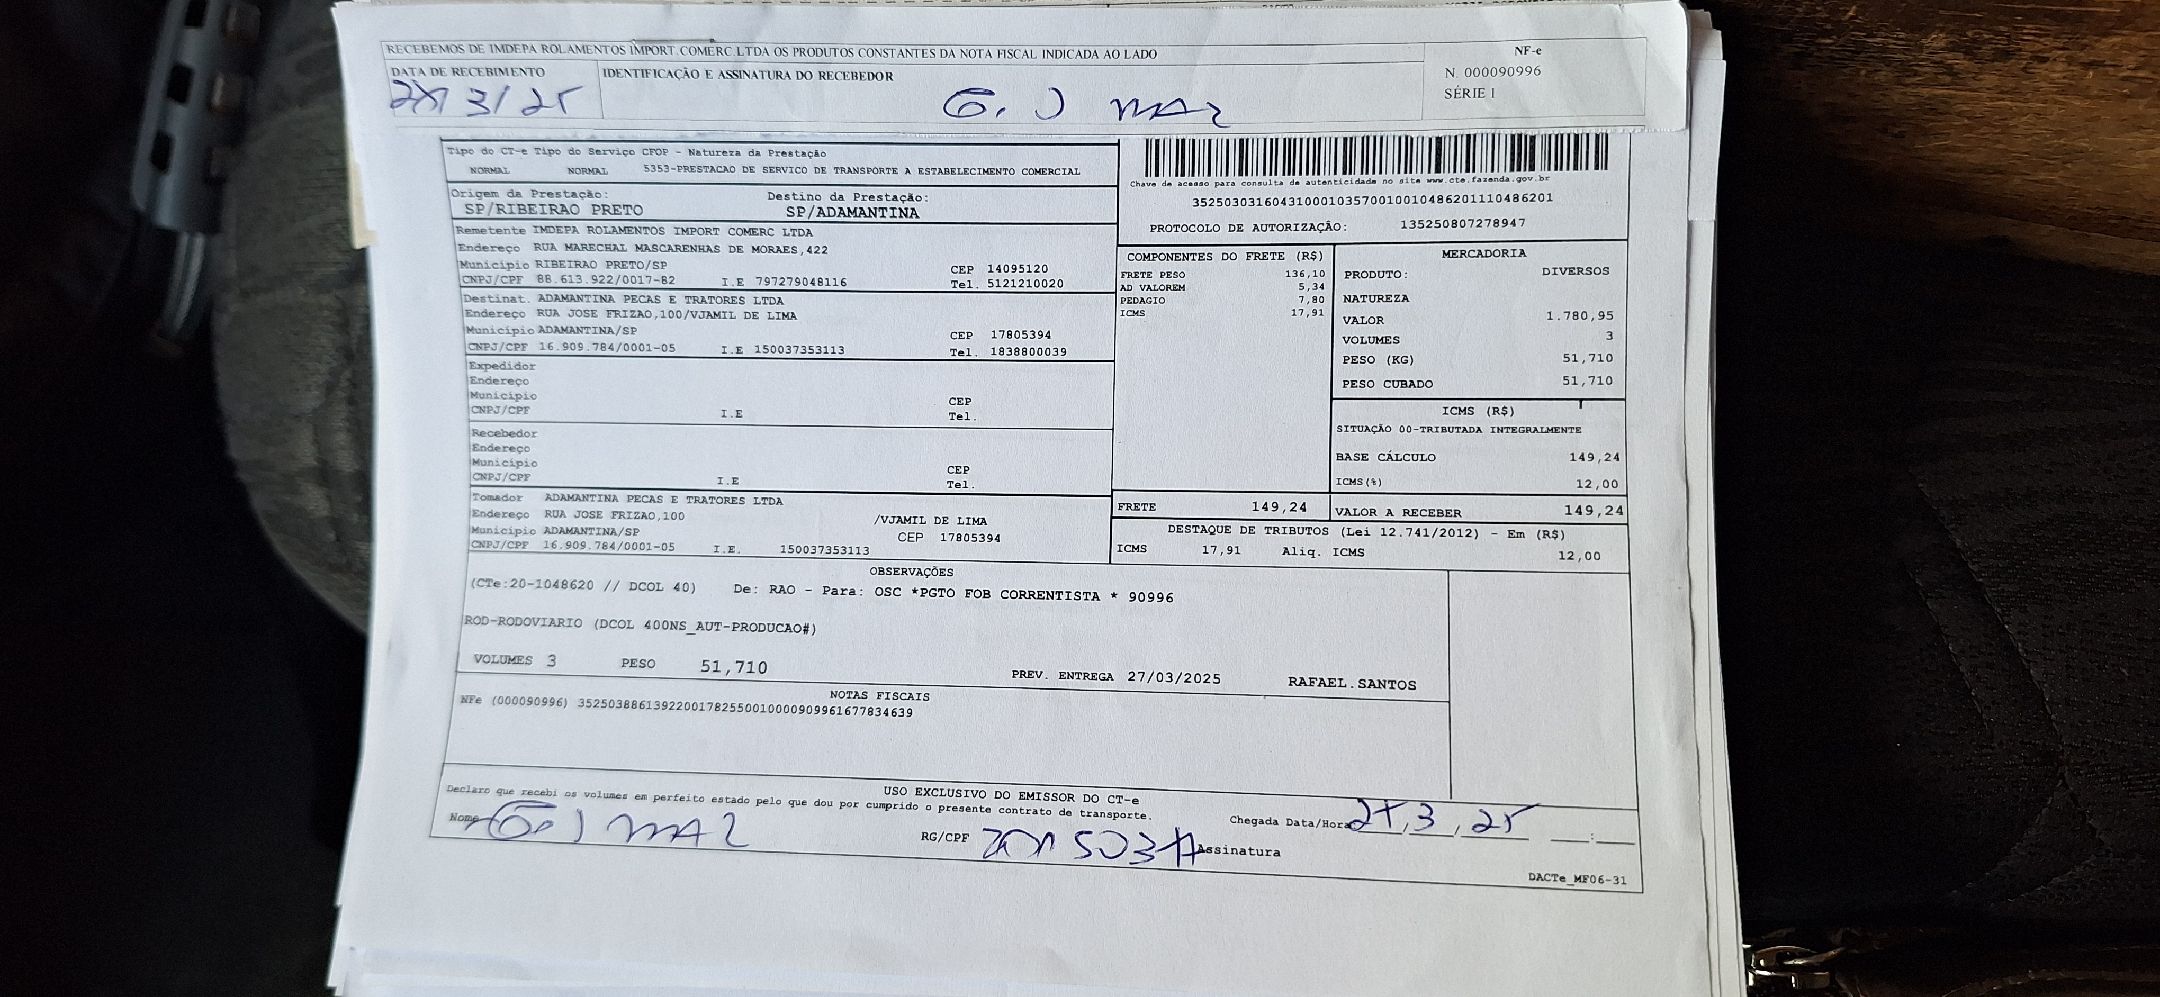 RECEBEMOS DE IMDEPA ROLAMENTOS IMPORT.COMERC.LTDA OS PRODUTOS CONSTANTES DA NOTA FISCAL INDICADA AO LADO
NF-e
DATA DE RECEBIMENTO
IDENTIFICAÇÃO E ASSINATURA DO RECEBEDOR
N. 000090996
SÉRIE 1
27/3/25
Tipo do CT-e Tipo do Serviço CFOP - Natureza da Prestação
NORMAL NORMAL 5353-PRESTACAO DE SERVICO DE TRANSPORTE A ESTABELECIMENTO COMERCIAL
Chave de acesso para consulta de autenticidade no site www.cte.fazenda.gov.br
35250303160431000103570010010486201110486201
PROTOCOLO DE AUTORIZAÇÃO: 135250807278947
Origem da Prestação: Destino da Prestação:
SP/RIBEIRAO PRETO SP/ADAMANTINA
Remetente IMDEPA ROLAMENTOS IMPORT COMERC LTDA
Endereço RUA MARECHAL MASCARENHAS DE MORAES,422
Município RIBEIRAO PRETO/SP CEP 14095120
CNPJ/CPF 88.613.922/0017-82 I.E 797279048116 Tel. 5121210020
Destinat. ADAMANTINA PECAS E TRATORES LTDA
Endereço RUA JOSE FRIZAO,100/VJAMIL DE LIMA
Município ADAMANTINA/SP CEP 17805394
CNPJ/CPF 16.909.784/0001-05 I.E 150037353113 Tel. 1838800039
Expedidor
Endereço
Município CEP
CNPJ/CPF I.E Tel.
Recebedor
Endereço
Município CEP
CNPJ/CPF I.E Tel.
Tomador ADAMANTINA PECAS E TRATORES LTDA
Endereço RUA JOSE FRIZAO,100 /VJAMIL DE LIMA
Município ADAMANTINA/SP CEP 17805394
CNPJ/CPF 16.909.784/0001-05 I.E. 150037353113
COMPONENTES DO FRETE (R$)
FRETE PESO 136,10
AD VALOREM 5,34
PEDAGIO 7,80
ICMS 17,91
MERCADORIA
PRODUTO: DIVERSOS
NATUREZA
VALOR 1.780,95
VOLUMES 3
PESO (KG) 51,710
PESO CUBADO 51,710
ICMS (R$)
SITUAÇÃO 00-TRIBUTADA INTEGRALMENTE
BASE CÁLCULO 149,24
ICMS(%) 12,00
FRETE 149,24 VALOR A RECEBER 149,24
DESTAQUE DE TRIBUTOS (Lei 12.741/2012) - Em (R$)
ICMS 17,91 Aliq. ICMS 12,00
OBSERVAÇÕES
(CTe:20-1048620 // DCOL 40) De: RAO - Para: OSC *PGTO FOB CORRENTISTA * 90996
ROD-RODOVIARIO (DCOL 400NS_AUT-PRODUCAO#)
VOLUMES 3 PESO 51,710 PREV. ENTREGA 27/03/2025 RAFAEL.SANTOS
NOTAS FISCAIS
NFe (000090996) 35250388613922001782550010000909961677834639
USO EXCLUSIVO DO EMISSOR DO CT-e
Declaro que recebi os volumes em perfeito estado pelo que dou por cumprido o presente contrato de transporte.
Nome RG/CPF Assinatura Chegada Data/Hora 27,3,25 __:__
DACTe_MF06-31